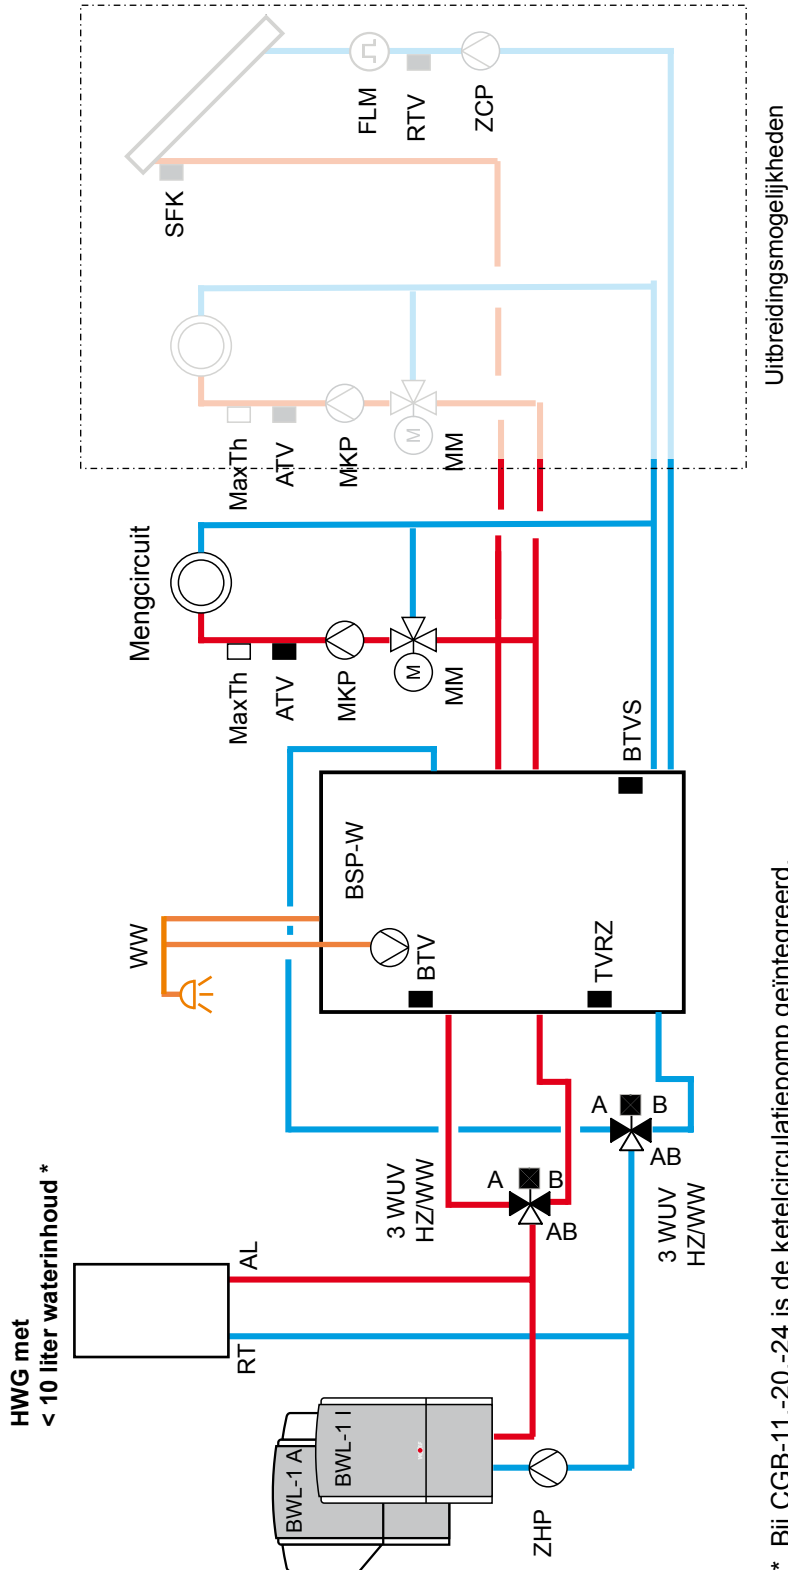 HWG met
< 10 liter waterinhoud *
RT
AL
BWL-1 A
BWL-1 I
ZHP
3 WUV
HZ/WW
A
B
AB
3 WUV
HZ/WW
A
B
AB
WW
BSP-W
BTV
TVRZ
BTVS
Mengcircuit
MaxTh
ATV
MKP
M
MM
MaxTh
ATV
MKP
M
MM
SFK
FLM
RTV
ZCP
Uitbreidingsmogelijkheden
* Bij CGB-11,-20,-24 is de ketelcirculatiepomp geïntegreerd.